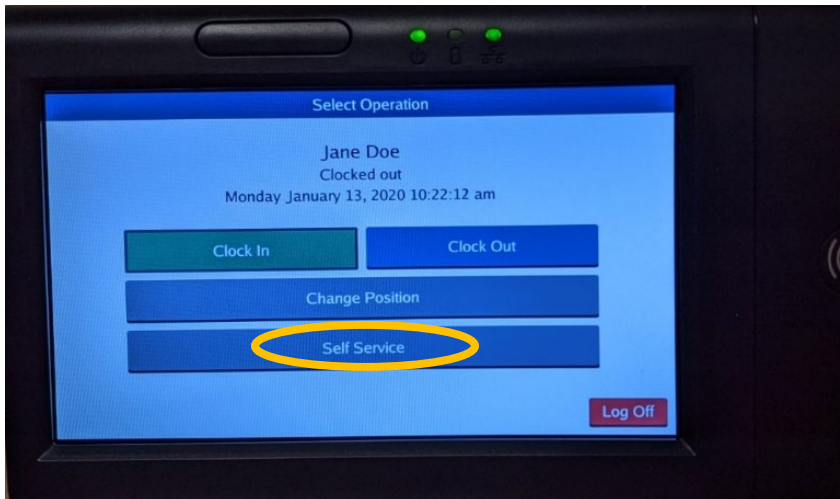 Select Operation
Jane Doe
Clocked out
Monday January 13, 2020 10:22:12 am
Clock In Clock Out
Change Position
Self Service
Log Off